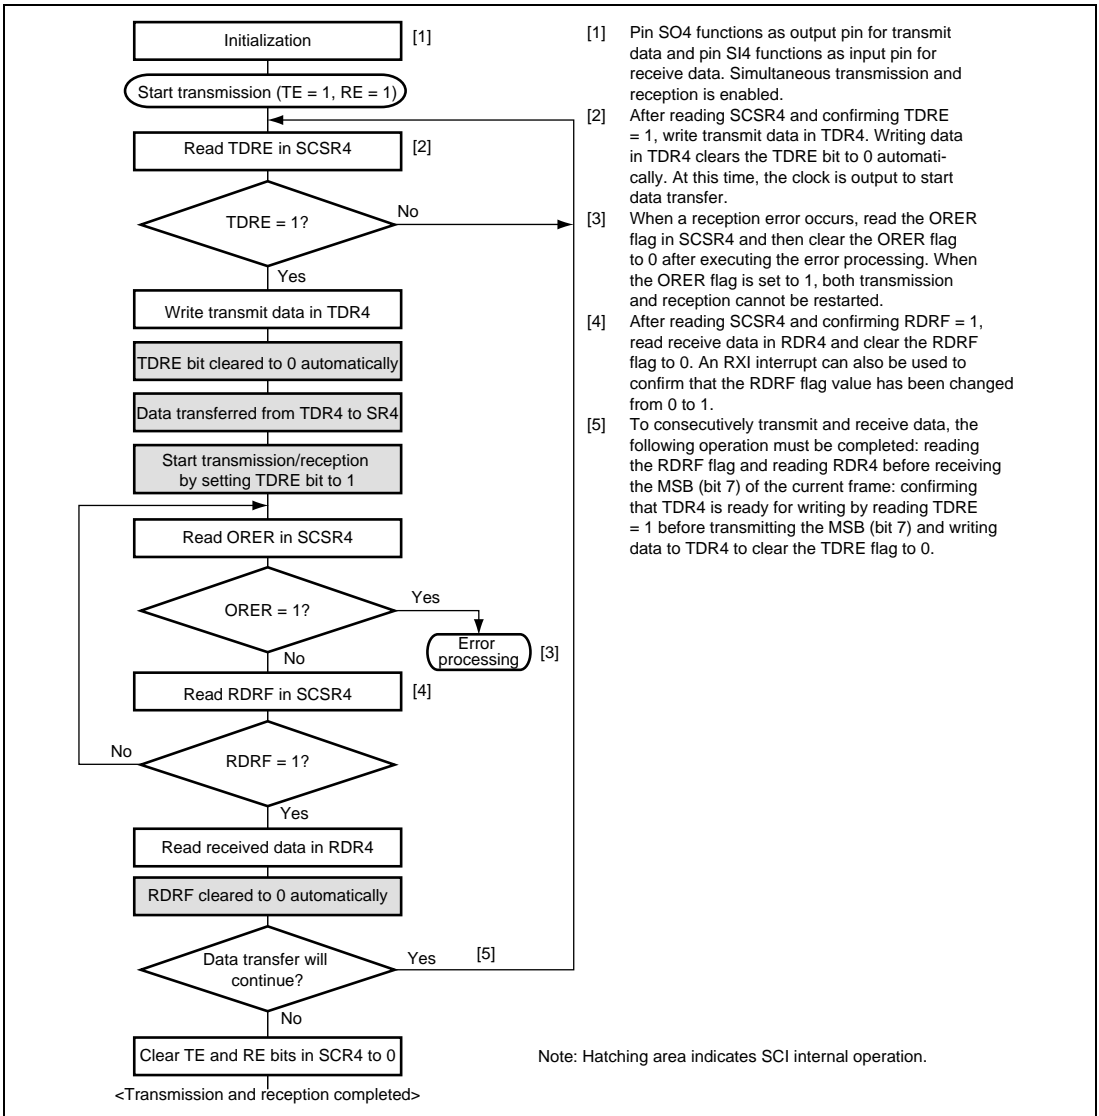 Initialization
[1]
Start transmission (TE = 1, RE = 1)
Read TDRE in SCSR4
[2]
TDRE = 1?
No
Yes
Write transmit data in TDR4
TDRE bit cleared to 0 automatically
Data transferred from TDR4 to SR4
Start transmission/reception
by setting TDRE bit to 1
Read ORER in SCSR4
ORER = 1?
Yes
Error
processing
[3]
No
Read RDRF in SCSR4
[4]
No
RDRF = 1?
Yes
Read received data in RDR4
RDRF cleared to 0 automatically
Data transfer will
continue?
Yes
[5]
No
Clear TE and RE bits in SCR4 to 0
<Transmission and reception completed>
[1] Pin SO4 functions as output pin for transmit
data and pin SI4 functions as input pin for
receive data. Simultaneous transmission and
reception is enabled.
[2] After reading SCSR4 and confirming TDRE
= 1, write transmit data in TDR4. Writing data
in TDR4 clears the TDRE bit to 0 automati-
cally. At this time, the clock is output to start
data transfer.
[3] When a reception error occurs, read the ORER
flag in SCSR4 and then clear the ORER flag
to 0 after executing the error processing. When
the ORER flag is set to 1, both transmission
and reception cannot be restarted.
[4] After reading SCSR4 and confirming RDRF = 1,
read receive data in RDR4 and clear the RDRF
flag to 0. An RXI interrupt can also be used to
confirm that the RDRF flag value has been changed
from 0 to 1.
[5] To consecutively transmit and receive data, the
following operation must be completed: reading
the RDRF flag and reading RDR4 before receiving
the MSB (bit 7) of the current frame: confirming
that TDR4 is ready for writing by reading TDRE
= 1 before transmitting the MSB (bit 7) and writing
data to TDR4 to clear the TDRE flag to 0.
Note: Hatching area indicates SCI internal operation.